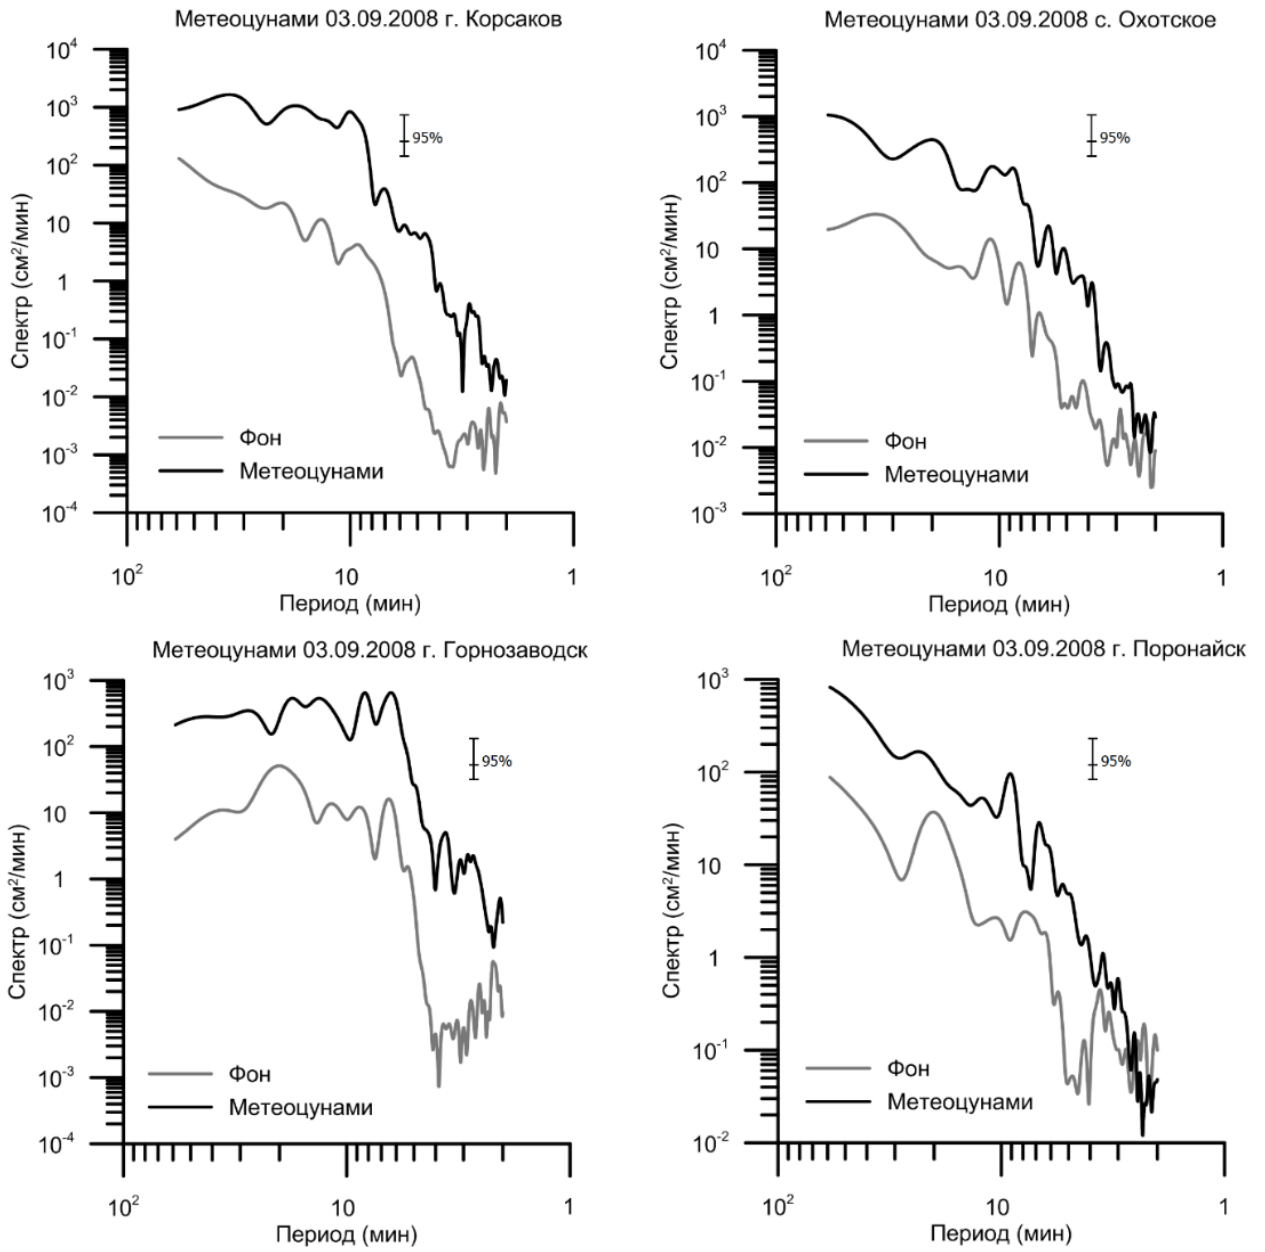 Метеоцунами 03.09.2008 г. Корсаков
10⁴
10³
10²
10
1
10⁻¹
10⁻²
10⁻³
10⁻⁴
Спектр (см²/мин)
95%
Фон
Метеоцунами
10²
10
1
Период (мин)
Метеоцунами 03.09.2008 с. Охотское
10⁴
10³
10²
10
1
10⁻¹
10⁻²
10⁻³
Спектр (см²/мин)
95%
Фон
Метеоцунами
10²
10
1
Период (мин)
Метеоцунами 03.09.2008 г. Горнозаводск
10³
10²
10
1
10⁻¹
10⁻²
10⁻³
10⁻⁴
Спектр (см²/мин)
95%
Фон
Метеоцунами
10²
10
1
Период (мин)
Метеоцунами 03.09.2008 г. Поронайск
10³
10²
10
1
10⁻¹
10⁻²
Спектр (см²/мин)
95%
Фон
Метеоцунами
10²
10
1
Период (мин)